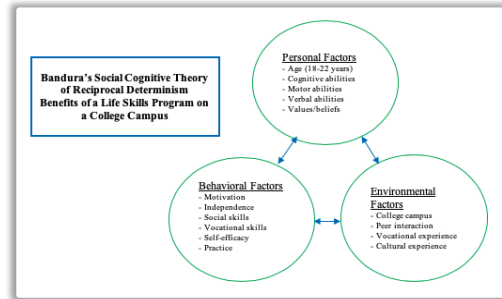 Bandura's Social Cognitive Theory
of Reciprocal Determinism
Benefits of a Life Skills Program on
a College Campus
Personal Factors
- Age (18-22 years)
- Cognitive abilities
- Motor abilities
- Verbal abilities
- Values/beliefs
Behavioral Factors
- Motivation
- Independence
- Social skills
- Vocational skills
- Self-efficacy
- Practice
Environmental
Factors
- College campus
- Peer interaction
- Vocational experience
- Cultural experience